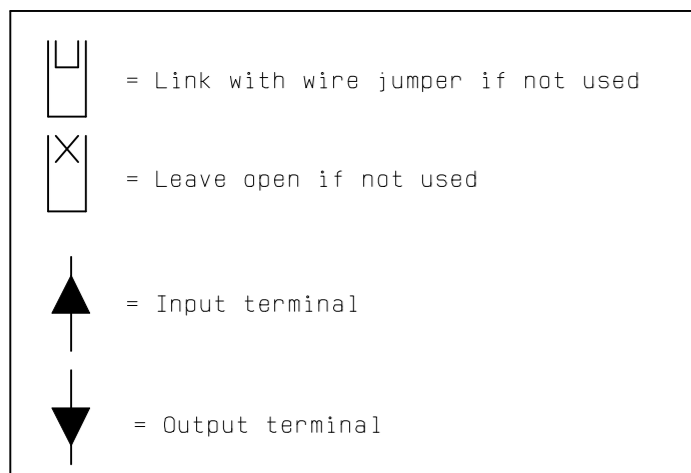 = Link with wire jumper if not used
= Leave open if not used
= Input terminal
= Output terminal